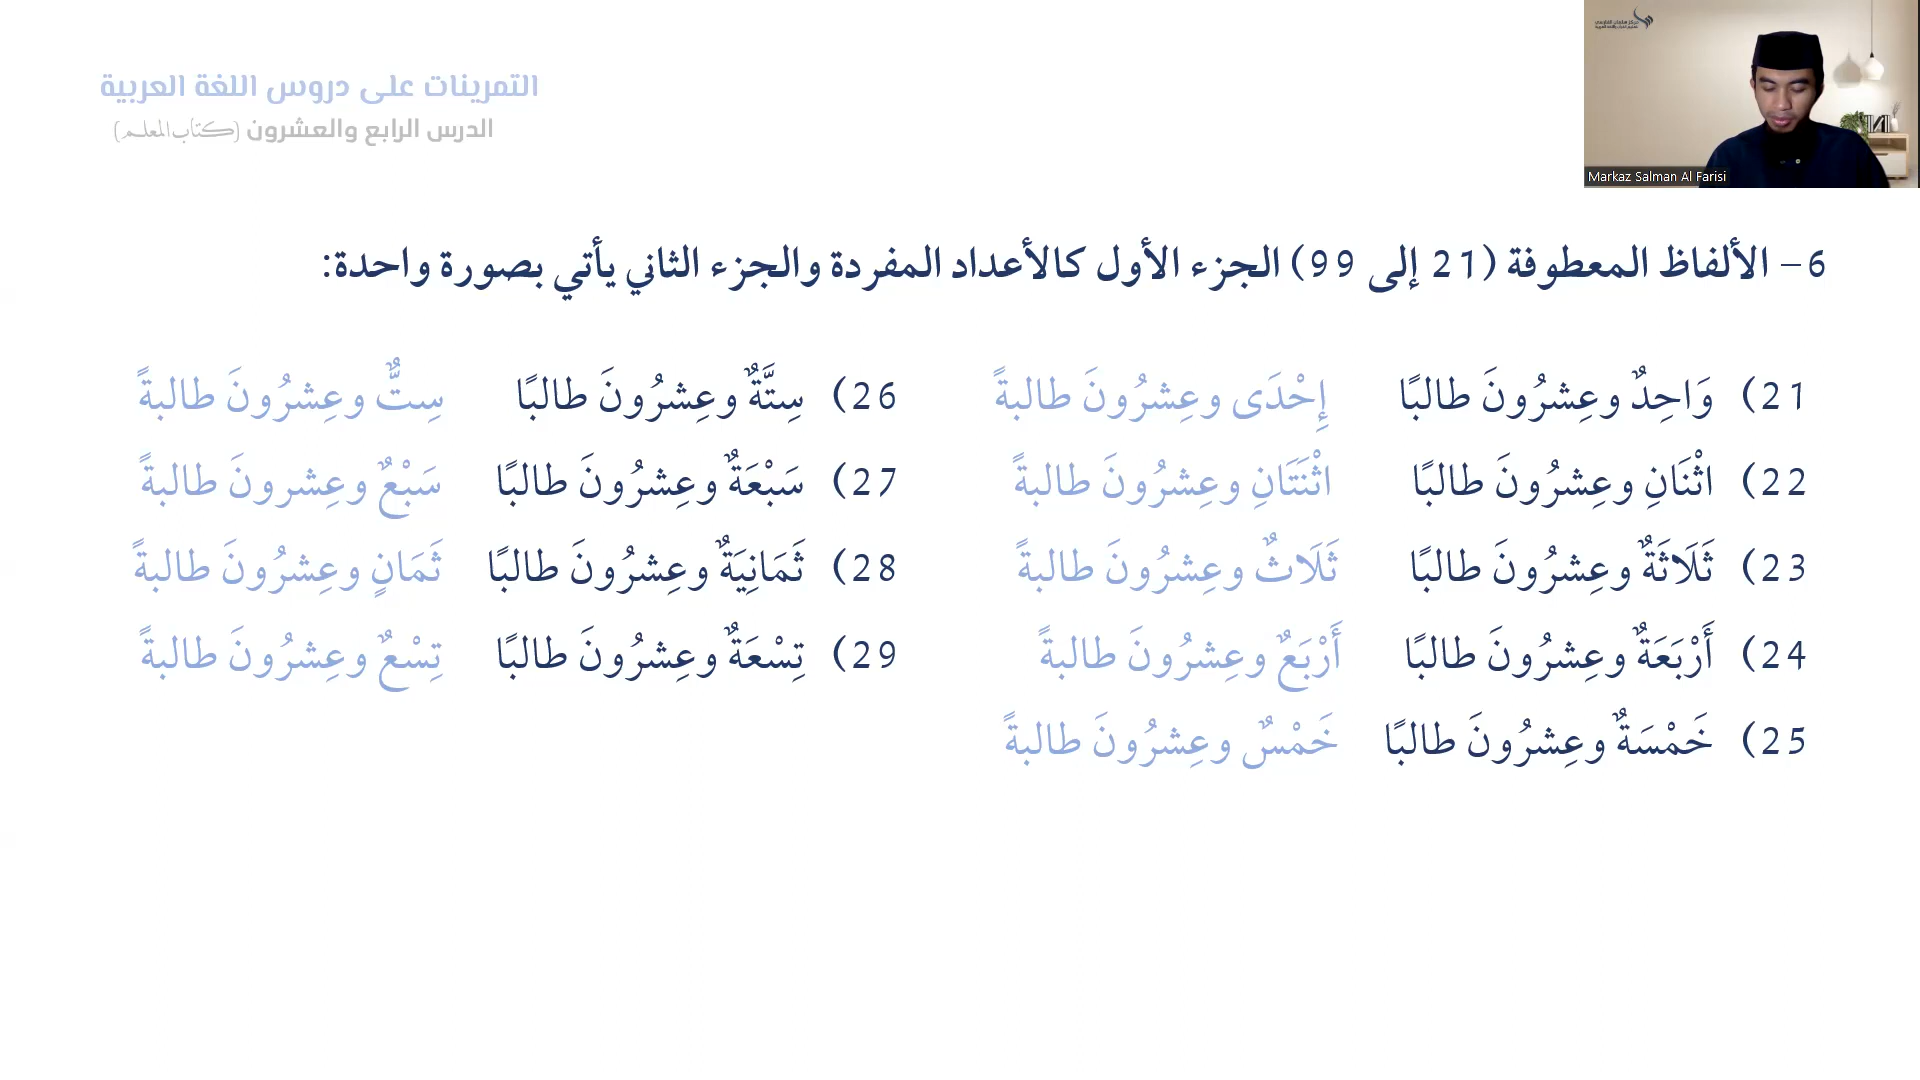 التمرينات على دروس اللغة العربية
الدرس الرابع والعشرون (كتاب المعلم)
Markaz Salman Al Farisi
6- الألفاظ المعطوفة (21 إلى 99) الجزء الأول كالأعداد المفردة والجزء الثاني يأتي بصورة واحدة:
21) وَاحِدٌ وعِشرُونَ طالبًا إِحْدَى وعِشرُونَ طالبةً
22) اثْنَانِ وعِشرُونَ طالبًا اثْنَتَانِ وعِشرُونَ طالبةً
23) ثَلَاثَةٌ وعِشرُونَ طالبًا ثَلَاثٌ وعِشرُونَ طالبةً
24) أَرْبَعَةٌ وعِشرُونَ طالبًا أَرْبَعٌ وعِشرُونَ طالبةً
25) خَمْسَةٌ وعِشرُونَ طالبًا خَمْسٌ وعِشرُونَ طالبةً
26) سِتَّةٌ وعِشرُونَ طالبًا سِتٌّ وعِشرُونَ طالبةً
27) سَبْعَةٌ وعِشرُونَ طالبًا سَبْعٌ وعِشرونَ طالبةً
28) ثَمَانِيَةٌ وعِشرُونَ طالبًا ثَمَانٍ وعِشرُونَ طالبةً
29) تِسْعَةٌ وعِشرُونَ طالبًا تِسْعٌ وعِشرُونَ طالبةً